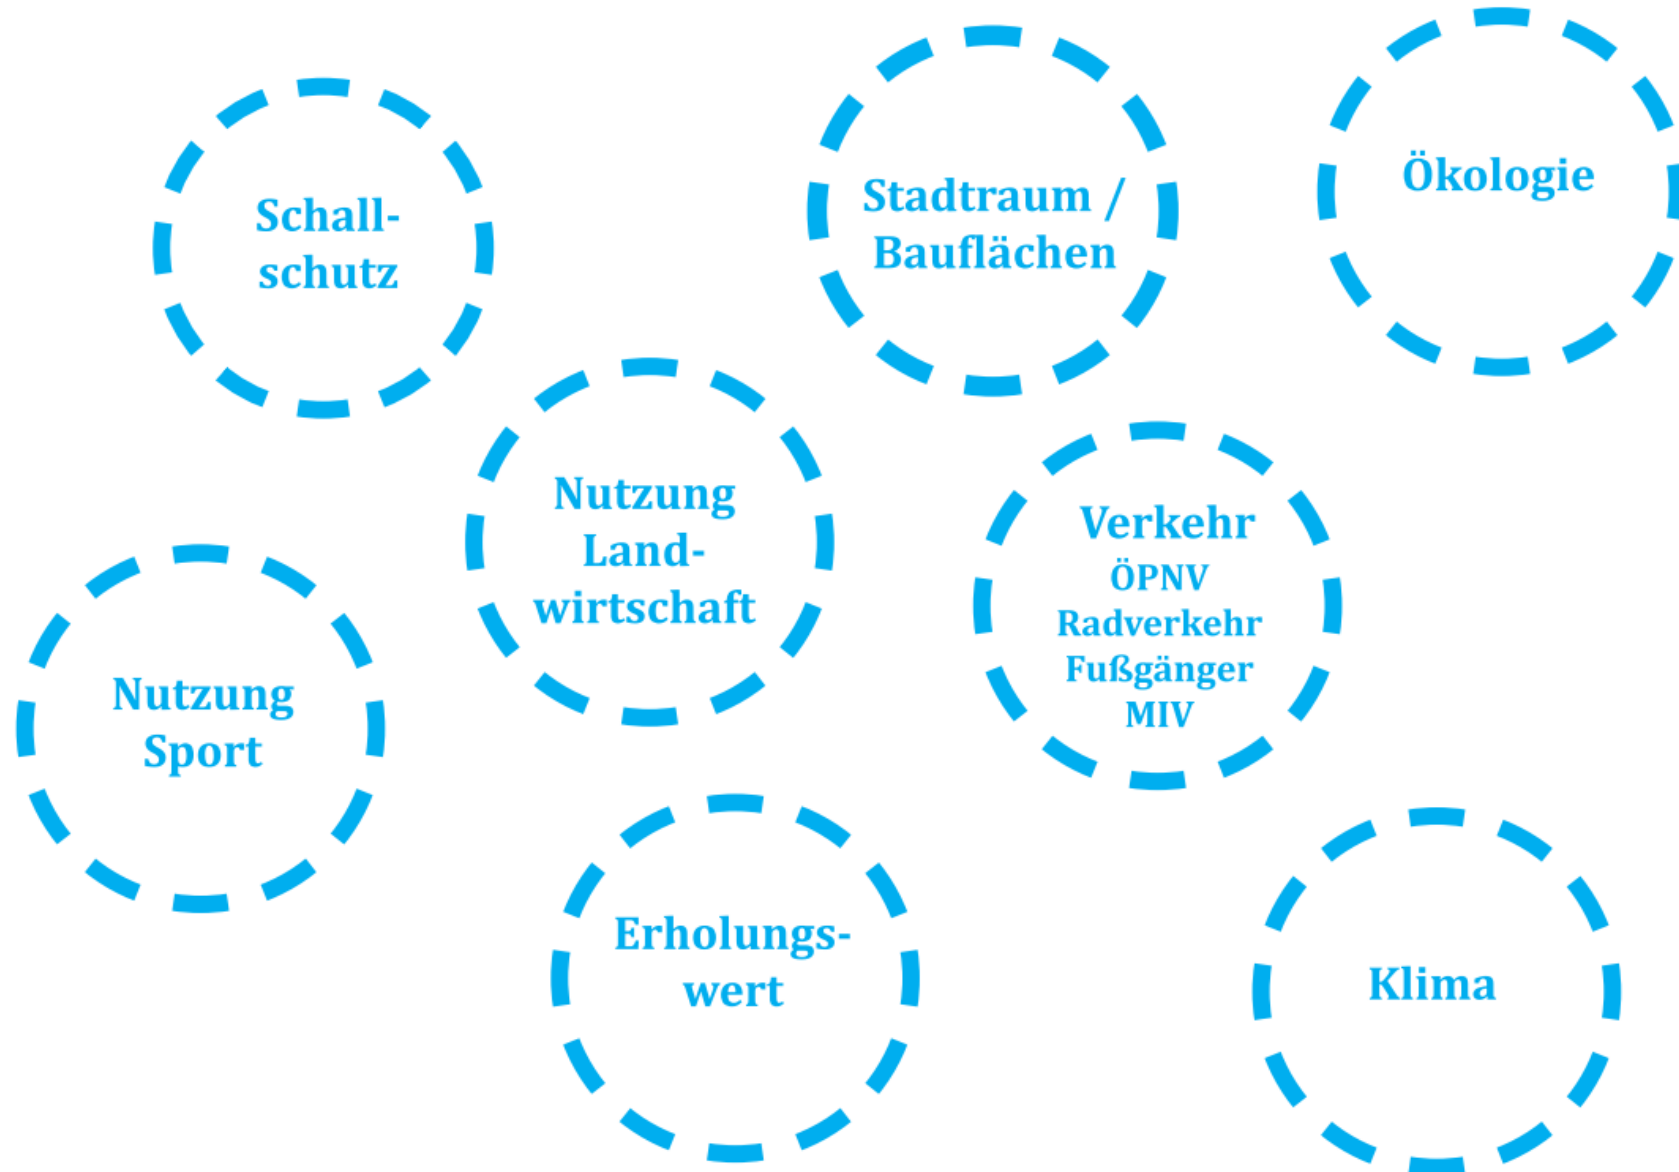 Schall-
schutz
Stadtraum /
Bauflächen
Ökologie
Nutzung
Land-
wirtschaft
Verkehr
ÖPNV
Radverkehr
Fußgänger
MIV
Nutzung
Sport
Erholungs-
wert
Klima